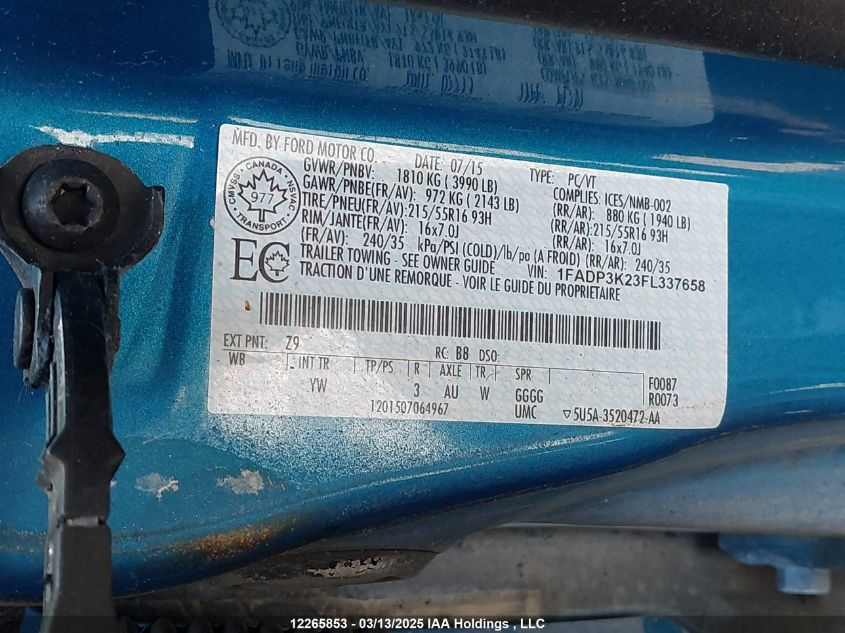 MFD. BY FORD MOTOR CO. DATE: 07/15 TYPE: PC/VT
GVWR/PNBV: 1810 KG ( 3990 LB) COMPLIES: ICES/NMB-002
GAWR/PNBE(FR/AV) : 972 KG ( 2143 LB) (RR/AR): 880 KG ( 1940 LB)
TIRE/PNEU(FR/AV):215/55R16 93H (RR/AR):215/55R16 93H
RIM/JANTE(FR/AV): 16x7.0J (RR/AR): 16x7.0J
(FR/AV): 240/35 kPa/PSI (COLD)/lb/po (A FROID) (RR/AR): 240/35
TRAILER TOWING - SEE OWNER GUIDE VIN: 1FADP3K23FL337658
TRACTION D'UNE REMORQUE - VOIR LE GUIDE DU PROPRIETAIRE
CMVSS • CANADA • NSVAC
977
TRANSPORT
EC
EXT PNT: Z9 RC: B8 DSO:
WB INT TR TP/PS R AXLE TR SPR F0087
YW 3 AU W GGGG R0073
1201507064967 UMC ▽5U5A-3520472-AA
12265853 - 03/13/2025 IAA Holdings , LLC